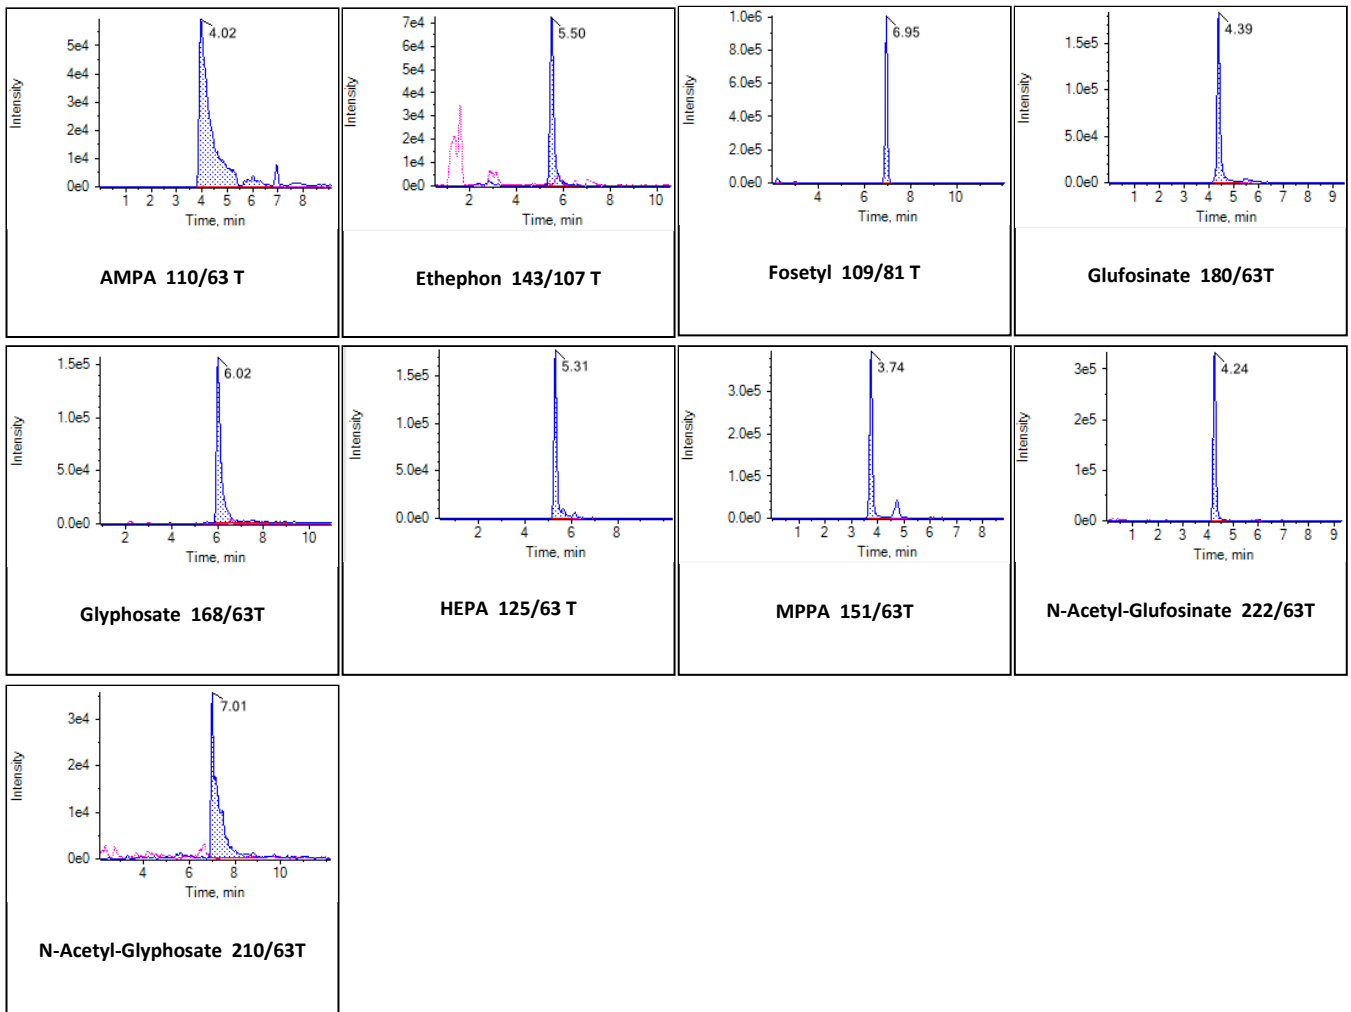 4.02
5e4
4e4
3e4
2e4
1e4
0e0
Intensity
1 2 3 4 5 6 7 8
Time, min
AMPA 110/63 T
5.50
7e4
6e4
5e4
4e4
3e4
2e4
1e4
0e0
Intensity
2 4 6 8 10
Time, min
Ethephon 143/107 T
6.95
1.0e6
8.0e5
6.0e5
4.0e5
2.0e5
0.0e0
Intensity
4 6 8 10
Time, min
Fosetyl 109/81 T
4.39
1.5e5
1.0e5
5.0e4
0.0e0
Intensity
1 2 3 4 5 6 7 8 9
Time, min
Glufosinate 180/63T
6.02
1.5e5
1.0e5
5.0e4
0.0e0
Intensity
2 4 6 8 10
Time, min
Glyphosate 168/63T
5.31
1.5e5
1.0e5
5.0e4
0.0e0
Intensity
2 4 6 8
Time, min
HEPA 125/63 T
3.74
3.0e5
2.0e5
1.0e5
0.0e0
Intensity
1 2 3 4 5 6 7 8
Time, min
MPPA 151/63T
4.24
3e5
2e5
1e5
0e0
Intensity
1 2 3 4 5 6 7 8 9
Time, min
N-Acetyl-Glufosinate 222/63T
7.01
3e4
2e4
1e4
0e0
Intensity
4 6 8 10
Time, min
N-Acetyl-Glyphosate 210/63T